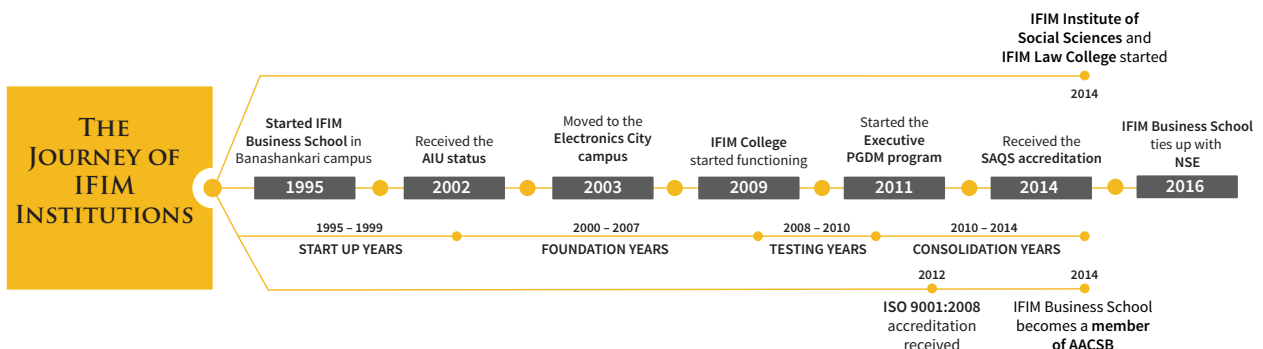 THE
JOURNEY OF
IFIM
INSTITUTIONS
IFIM Institute of
Social Sciences and
IFIM Law College started
2014
Started IFIM
Business School in
Banashankari campus
1995
Received the
AIU status
2002
Moved to the
Electronics City
campus
2003
IFIM College
started functioning
2009
Started the
Executive
PGDM program
2011
Received the
SAQS accreditation
2014
IFIM Business School
ties up with
NSE
2016
1995 – 1999
START UP YEARS
2000 – 2007
FOUNDATION YEARS
2008 – 2010
TESTING YEARS
2010 – 2014
CONSOLIDATION YEARS
2012
ISO 9001:2008
accreditation
received
2014
IFIM Business School
becomes a member
of AACSB